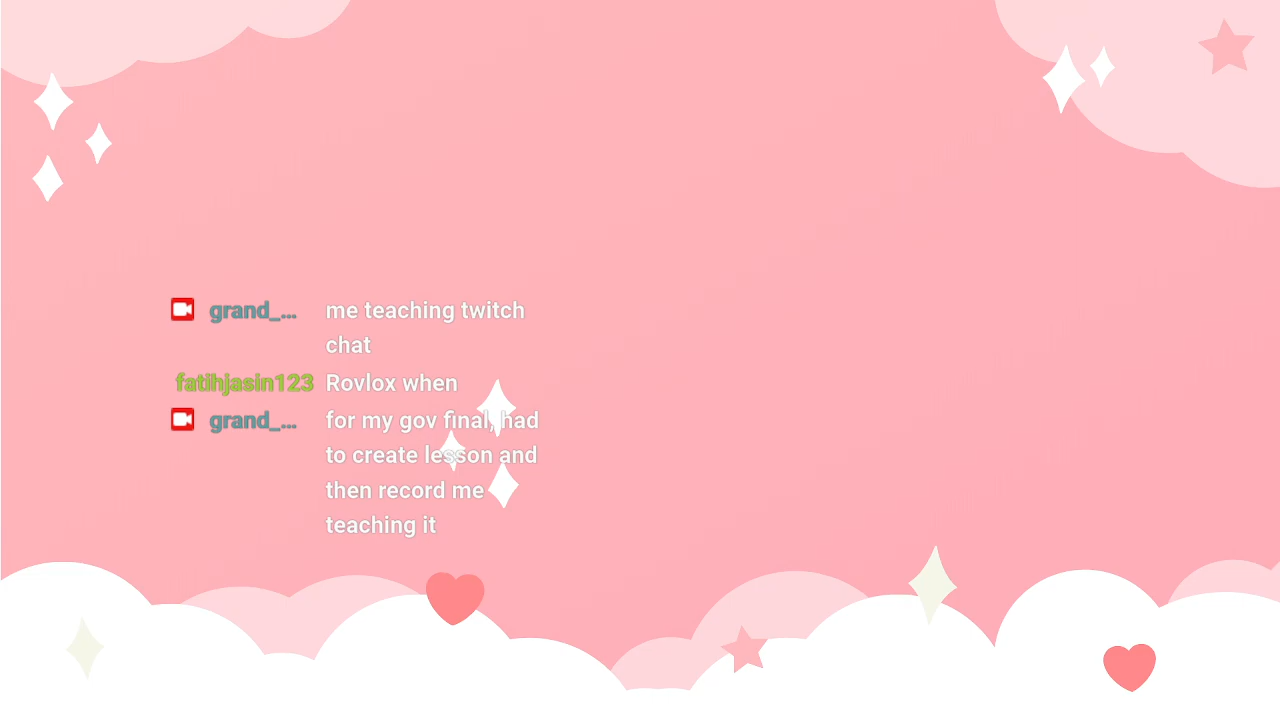 grand_... me teaching twitch
chat
fatihjasin123 Rovlox when
grand_... for my gov final, had
to create lesson and
then record me
teaching it